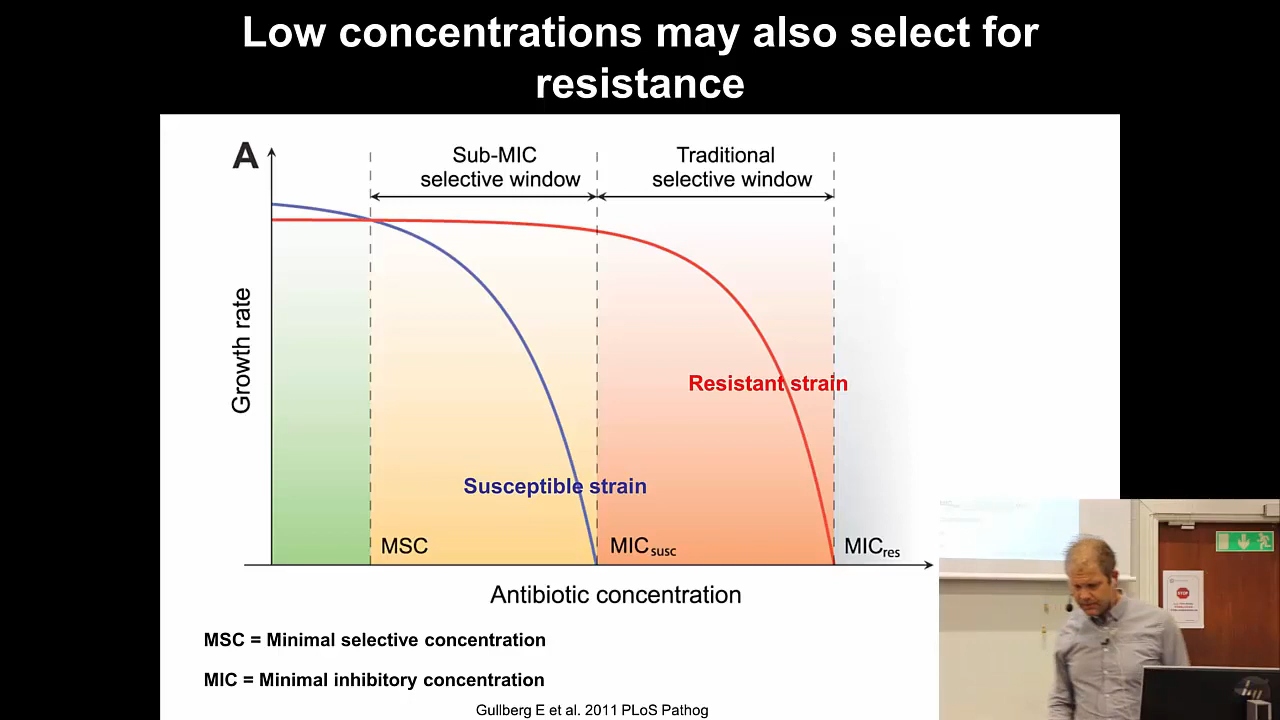 Low concentrations may also select for
resistance
A
Sub-MIC
selective window
Traditional
selective window
Growth rate
Resistant strain
Susceptible strain
MSC
MICsusc
MICres
Antibiotic concentration
MSC = Minimal selective concentration
MIC = Minimal inhibitory concentration
Gullberg E et al. 2011 PLoS Pathog
STOP